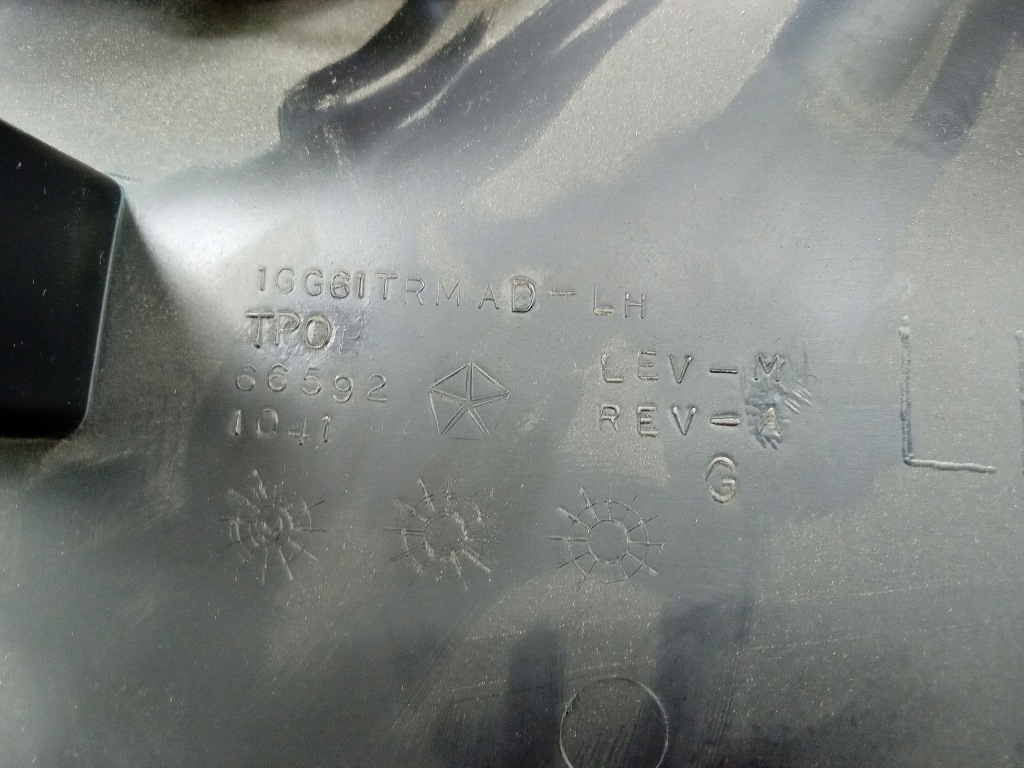 1GG61TRMAD-LH
TPO
66592
1041
LEV-M
REV-A
G
L